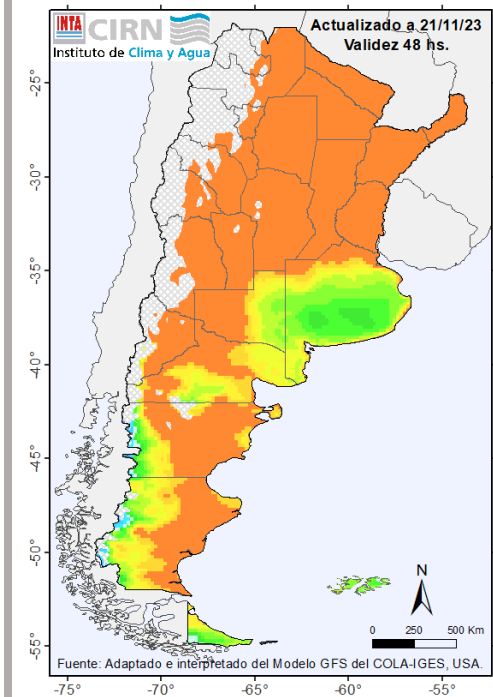 INTA CIRN
Instituto de Clima y Agua
Actualizado a 21/11/23
Validez 48 hs.
-25°
-30°
-35°
-40°
-45°
-50°
-55°
N
0 250 500 Km
Fuente: Adaptado e interpretado del Modelo GFS del COLA-IGES, USA.
-75° -70° -65° -60° -55°